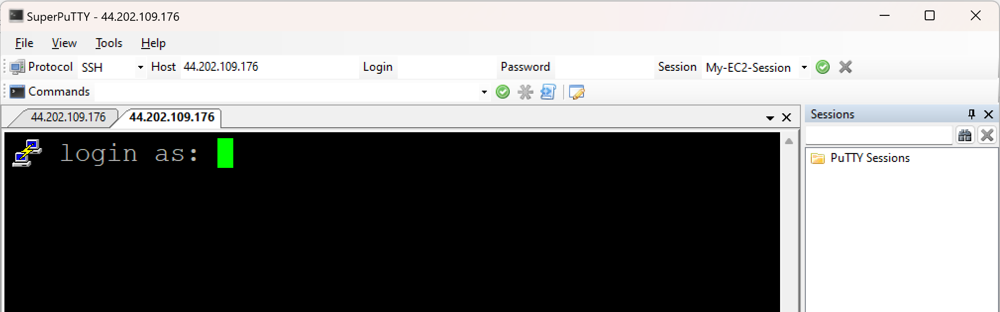 SuperPuTTY - 44.202.109.176
File View Tools Help
Protocol SSH Host 44.202.109.176 Login Password Session My-EC2-Session
Commands
44.202.109.176 44.202.109.176 Sessions
login as:
PuTTY Sessions